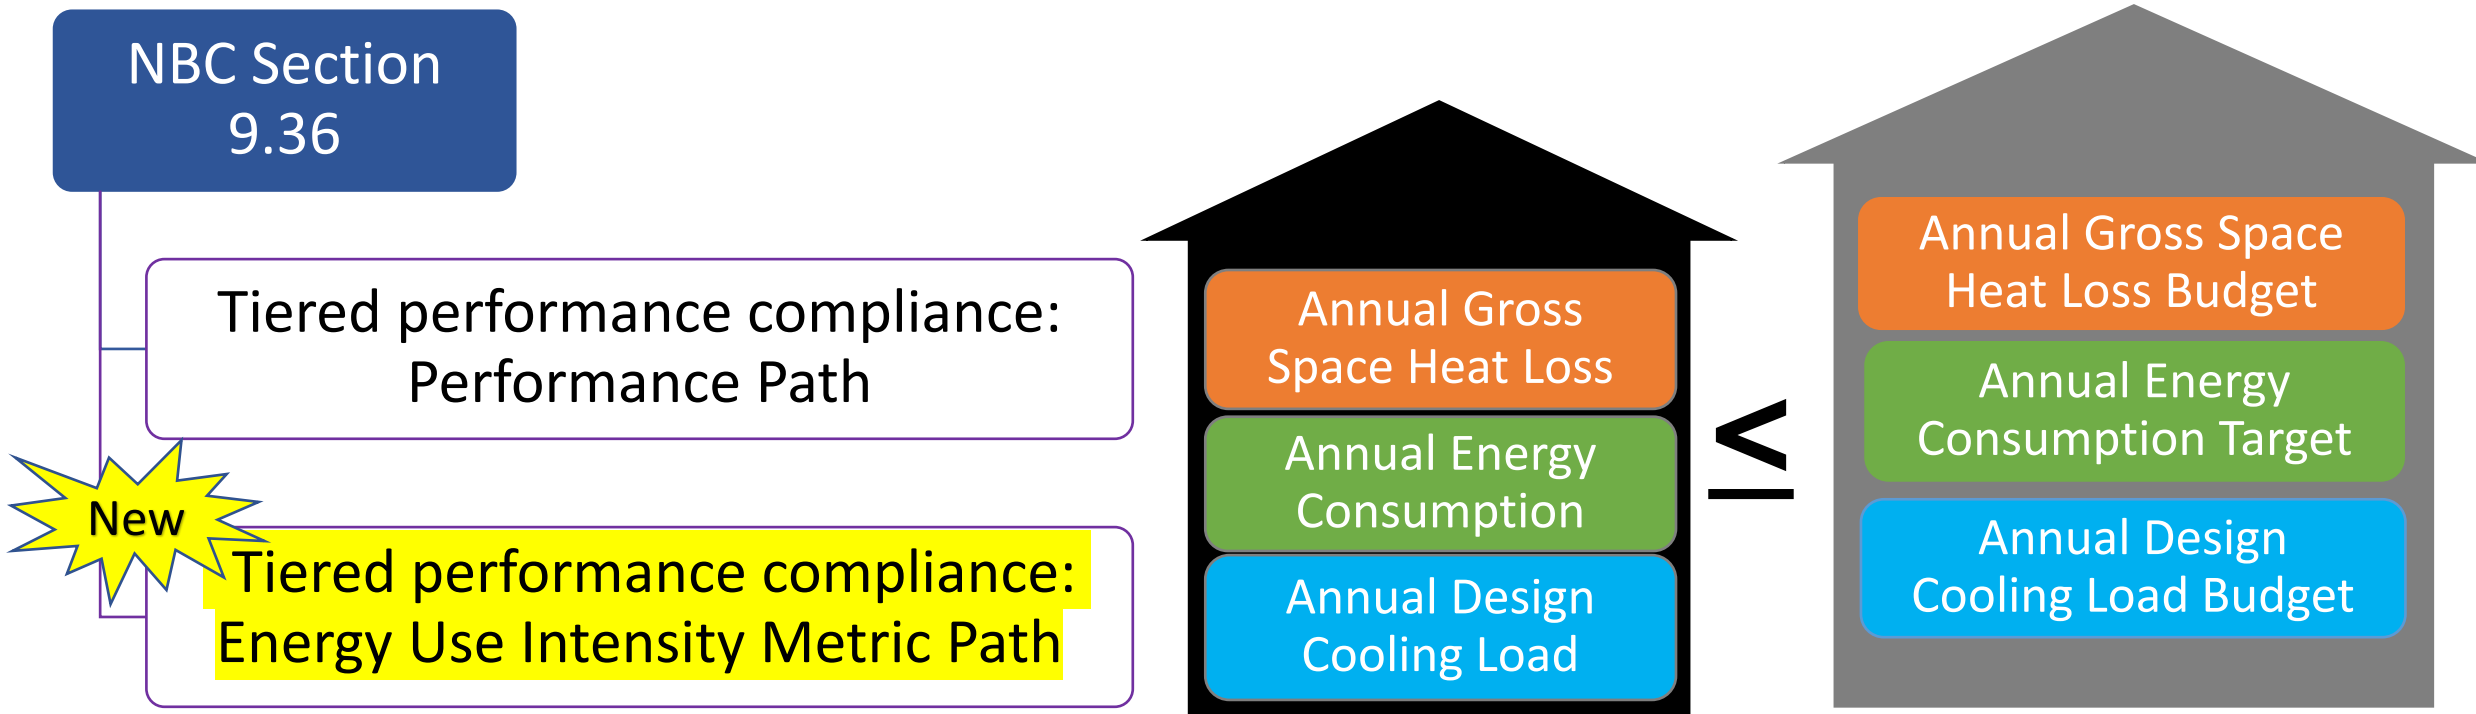 NBC Section
9.36
Tiered performance compliance:
Performance Path
New
Tiered performance compliance:
Energy Use Intensity Metric Path
Annual Gross
Space Heat Loss
Annual Energy
Consumption
Annual Design
Cooling Load
≤
Annual Gross Space
Heat Loss Budget
Annual Energy
Consumption Target
Annual Design
Cooling Load Budget